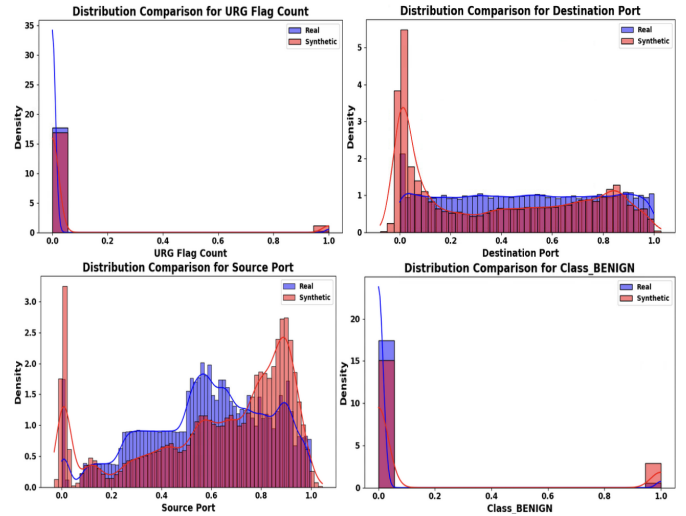 Distribution Comparison for URG Flag Count
Real
Synthetic
Density
35
30
25
20
15
10
5
0
0.0 0.2 0.4 0.6 0.8 1.0
URG Flag Count
Distribution Comparison for Destination Port
Real
Synthetic
Density
5
4
3
2
1
0
0.0 0.2 0.4 0.6 0.8 1.0
Destination Port
Distribution Comparison for Source Port
Real
Synthetic
Density
3.0
2.5
2.0
1.5
1.0
0.5
0.0
0.0 0.2 0.4 0.6 0.8 1.0
Source Port
Distribution Comparison for Class_BENIGN
Real
Synthetic
Density
20
15
10
5
0
0.0 0.2 0.4 0.6 0.8 1.0
Class_BENIGN